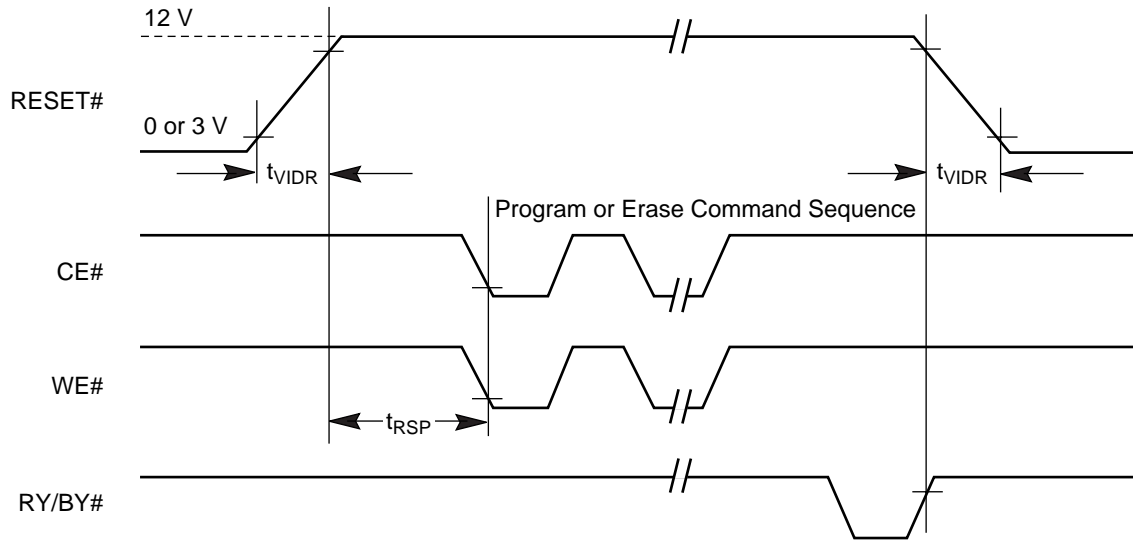 12 V
RESET#
0 or 3 V
tVIDR
tVIDR
Program or Erase Command Sequence
CE#
WE#
tRSP
RY/BY#